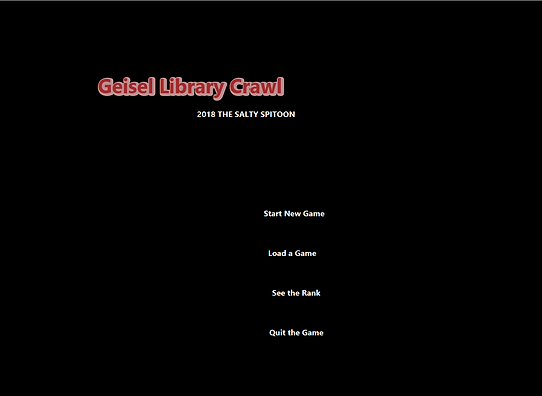 Geisel Library Crawl
2018 THE SALTY SPITOON
Start New Game
Load a Game
See the Rank
Quit the Game